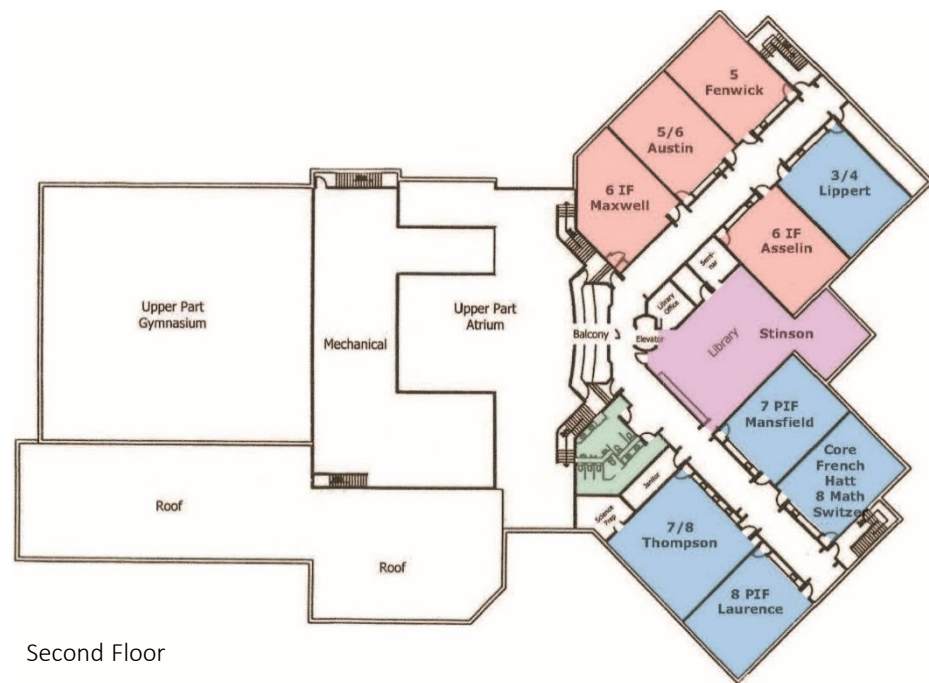 5
Fenwick
5/6
Austin
6 IF
Maxwell
3/4
Lippert
6 IF
Asselin
Semi-
nar
Library
Office
Elevator
Library
Stinson
Balcony
Upper Part
Gymnasium
Mechanical
Upper Part
Atrium
7 PIF
Mansfield
Core
French
Hatt
8 Math
Switzer
Janitor
Science
Prep
7/8
Thompson
8 PIF
Laurence
Roof
Roof
Second Floor